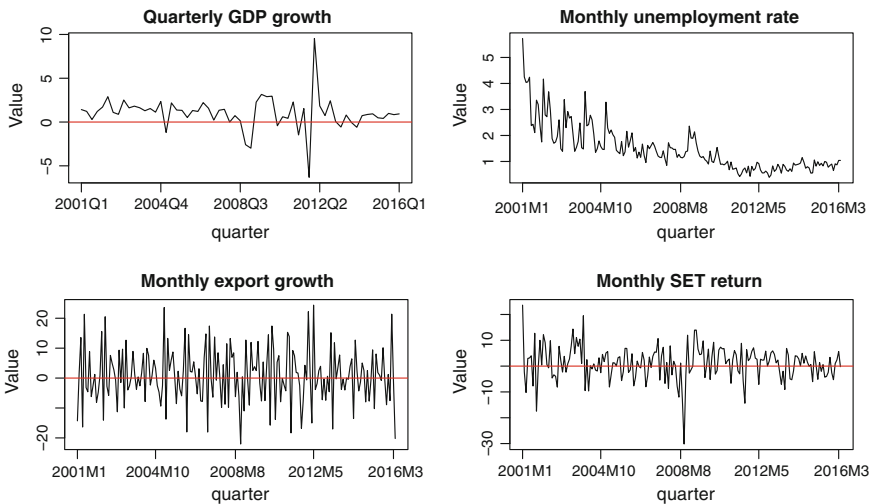 Quarterly GDP growth
Value
10
5
0
−5
2001Q1 2004Q4 2008Q3 2012Q2 2016Q1
quarter
Monthly unemployment rate
Value
5
4
3
2
1
2001M1 2004M10 2008M8 2012M5 2016M3
quarter
Monthly export growth
Value
20
10
0
−20
2001M1 2004M10 2008M8 2012M5 2016M3
quarter
Monthly SET return
Value
10
−10
−30
2001M1 2004M10 2008M8 2012M5 2016M3
quarter